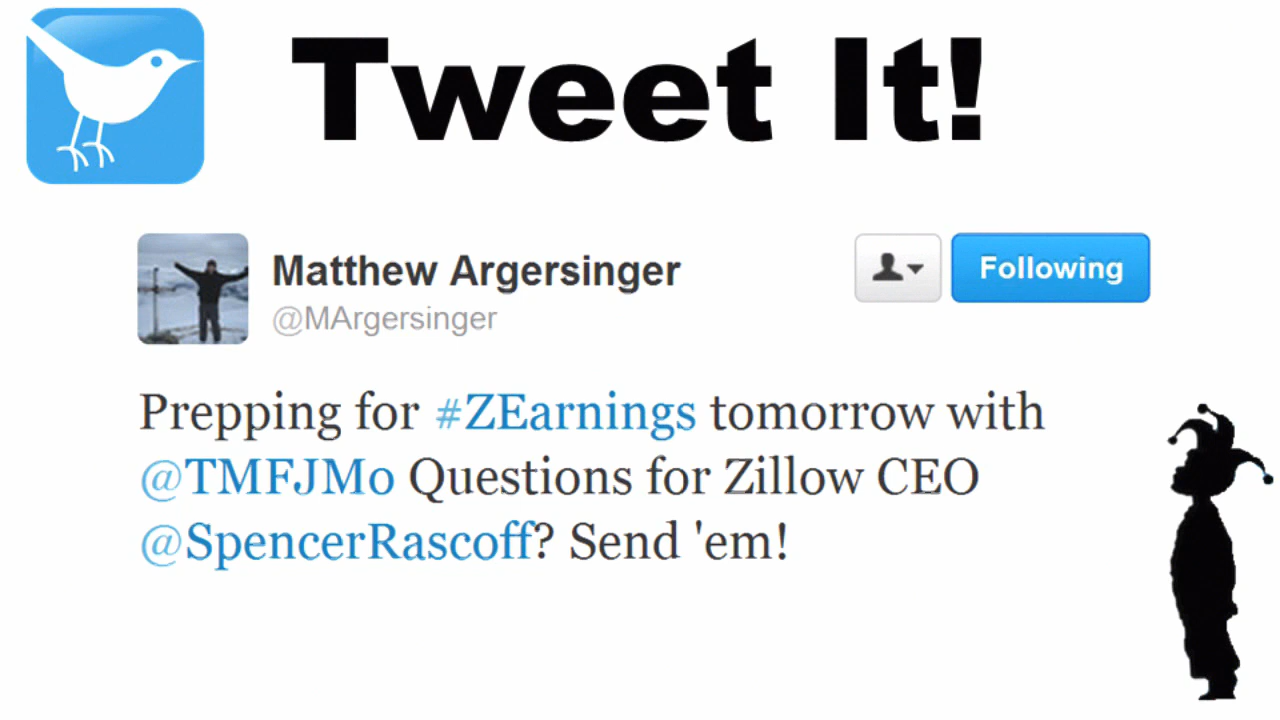 Tweet It!
Matthew Argersinger
@MArgersinger
Following
Prepping for #ZEarnings tomorrow with
@TMFJMo Questions for Zillow CEO
@SpencerRascoff? Send 'em!